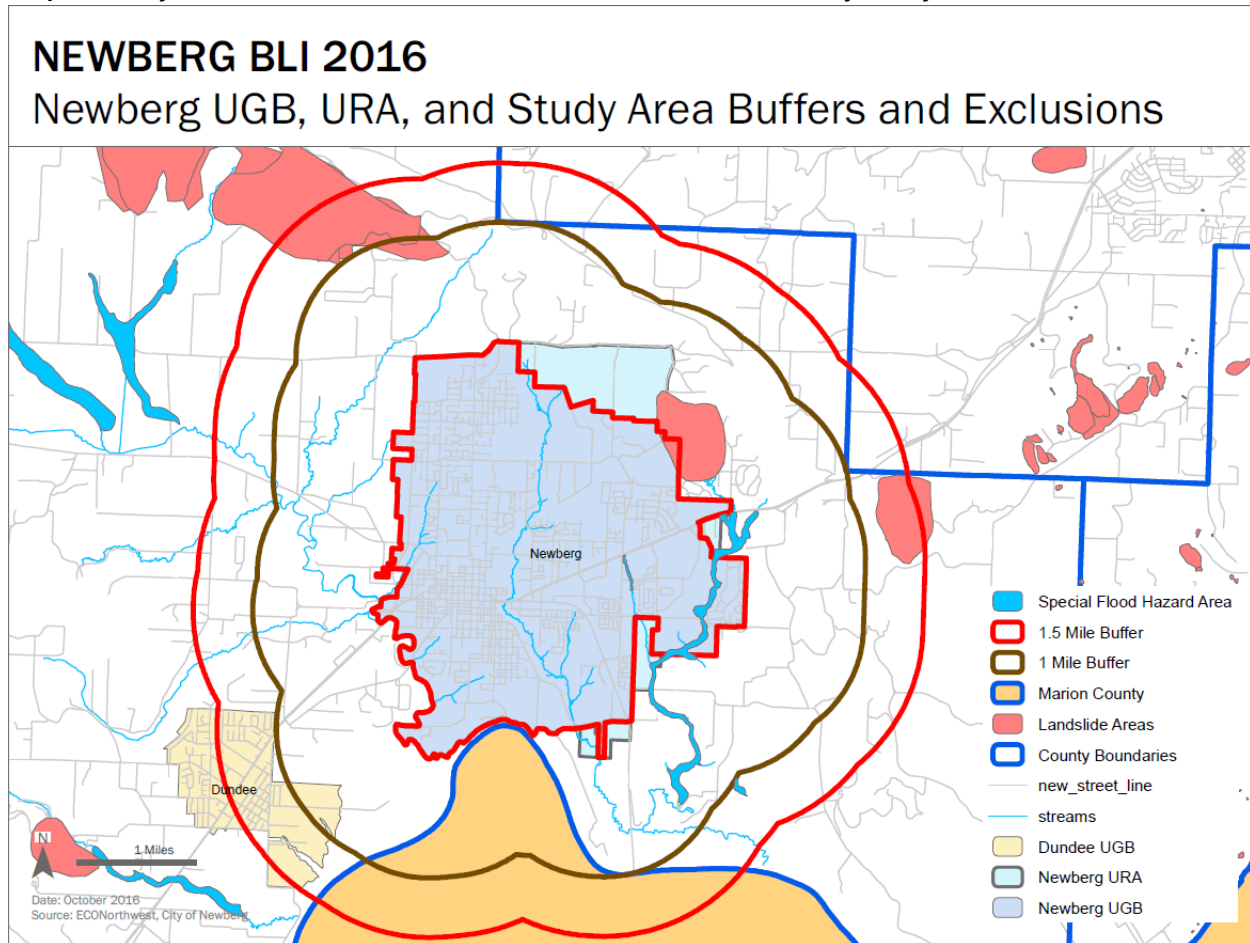 NEWBERG BLI 2016
Newberg UGB, URA, and Study Area Buffers and Exclusions
Newberg
Special Flood Hazard Area
1.5 Mile Buffer
1 Mile Buffer
Marion County
Landslide Areas
County Boundaries
new_street_line
streams
Dundee UGB
Newberg URA
Newberg UGB
Dundee
N
1 Miles
Date: October 2016
Source: ECONorthwest, City of Newberg